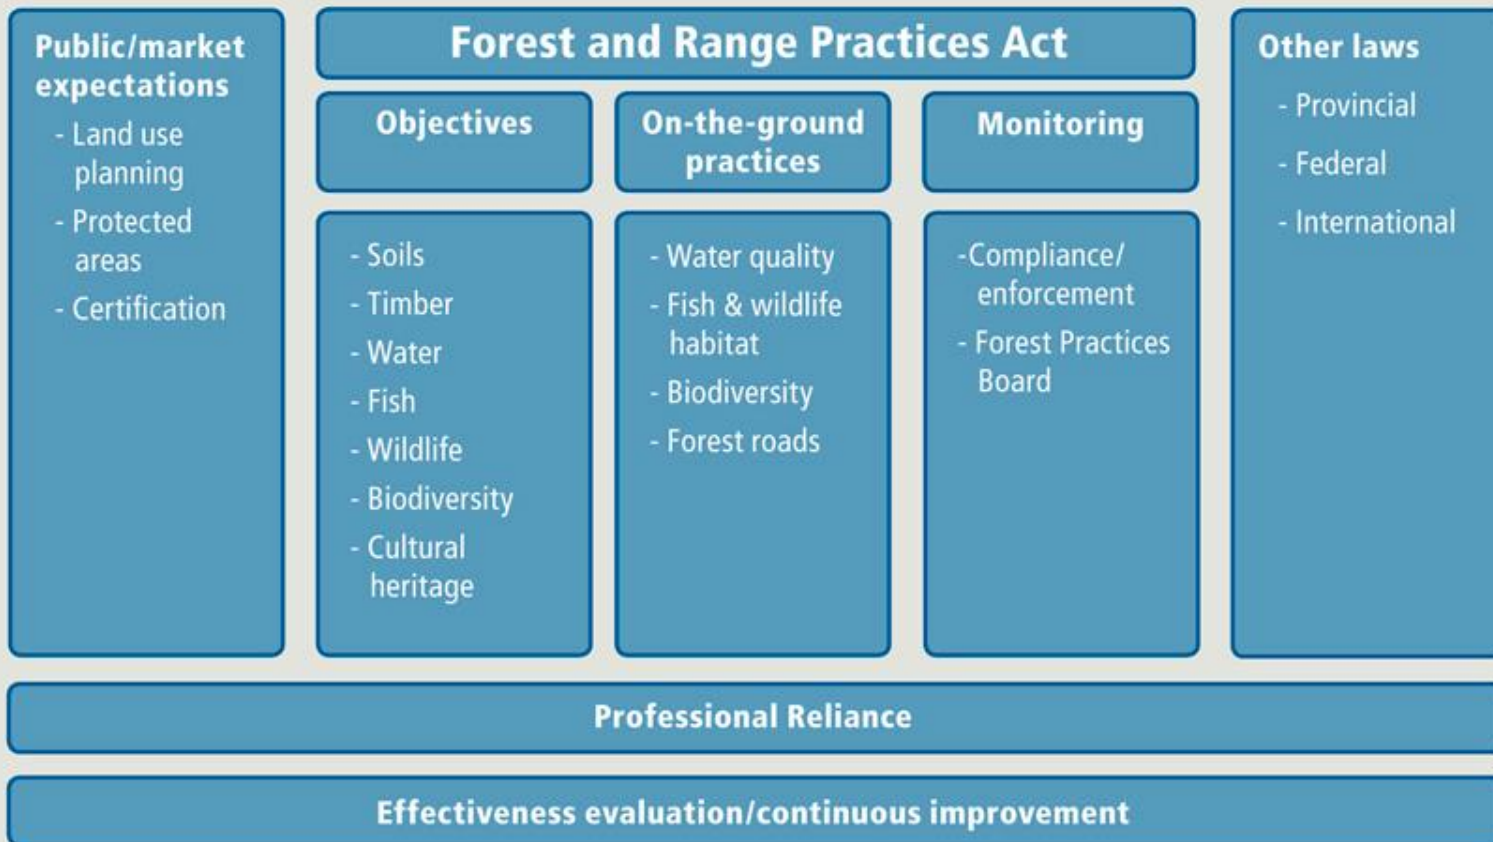 Public/market
expectations
- Land use
planning
- Protected
areas
- Certification
Forest and Range Practices Act
Objectives
- Soils
- Timber
- Water
- Fish
- Wildlife
- Biodiversity
- Cultural
heritage
On-the-ground
practices
- Water quality
- Fish & wildlife
habitat
- Biodiversity
- Forest roads
Monitoring
-Compliance/
enforcement
- Forest Practices
Board
Other laws
- Provincial
- Federal
- International
Professional Reliance
Effectiveness evaluation/continuous improvement